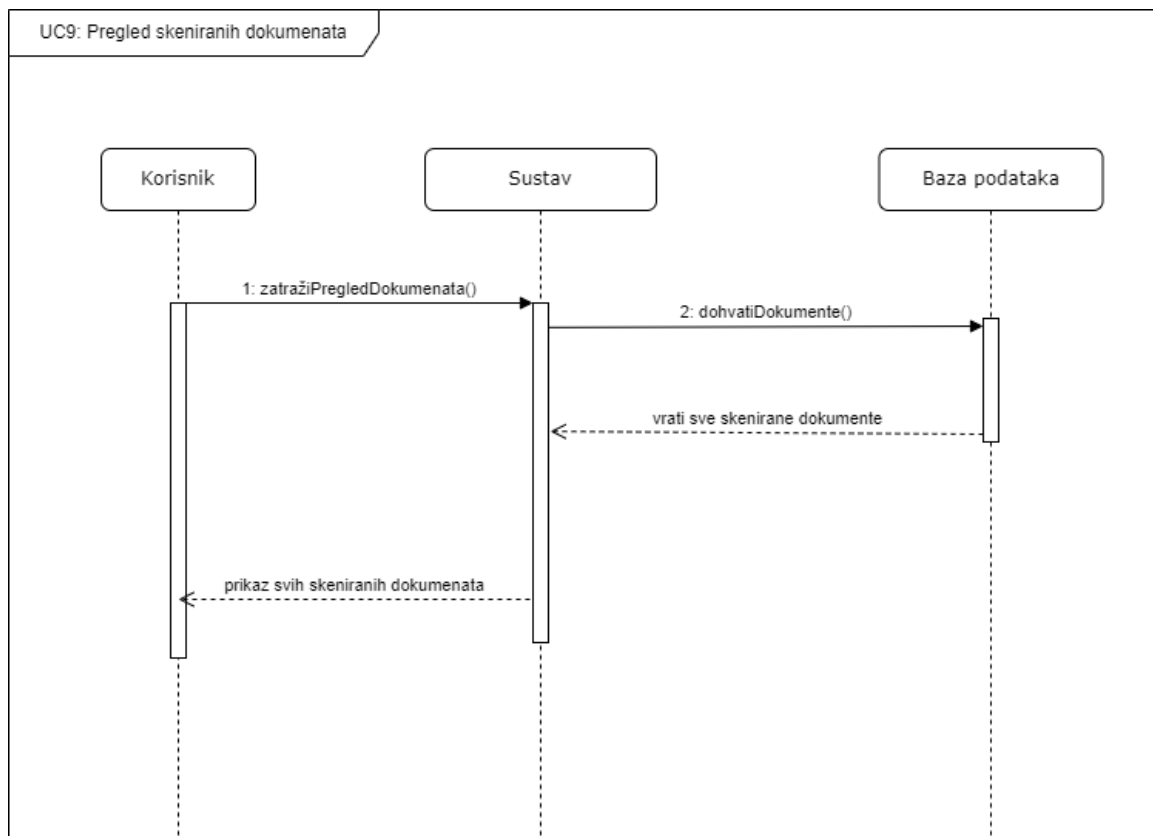 UC9: Pregled skeniranih dokumenata
Korisnik
Sustav
Baza podataka
1: zatražiPregledDokumenata()
2: dohvatiDokumente()
vrati sve skenirane dokumente
prikaz svih skeniranih dokumenata